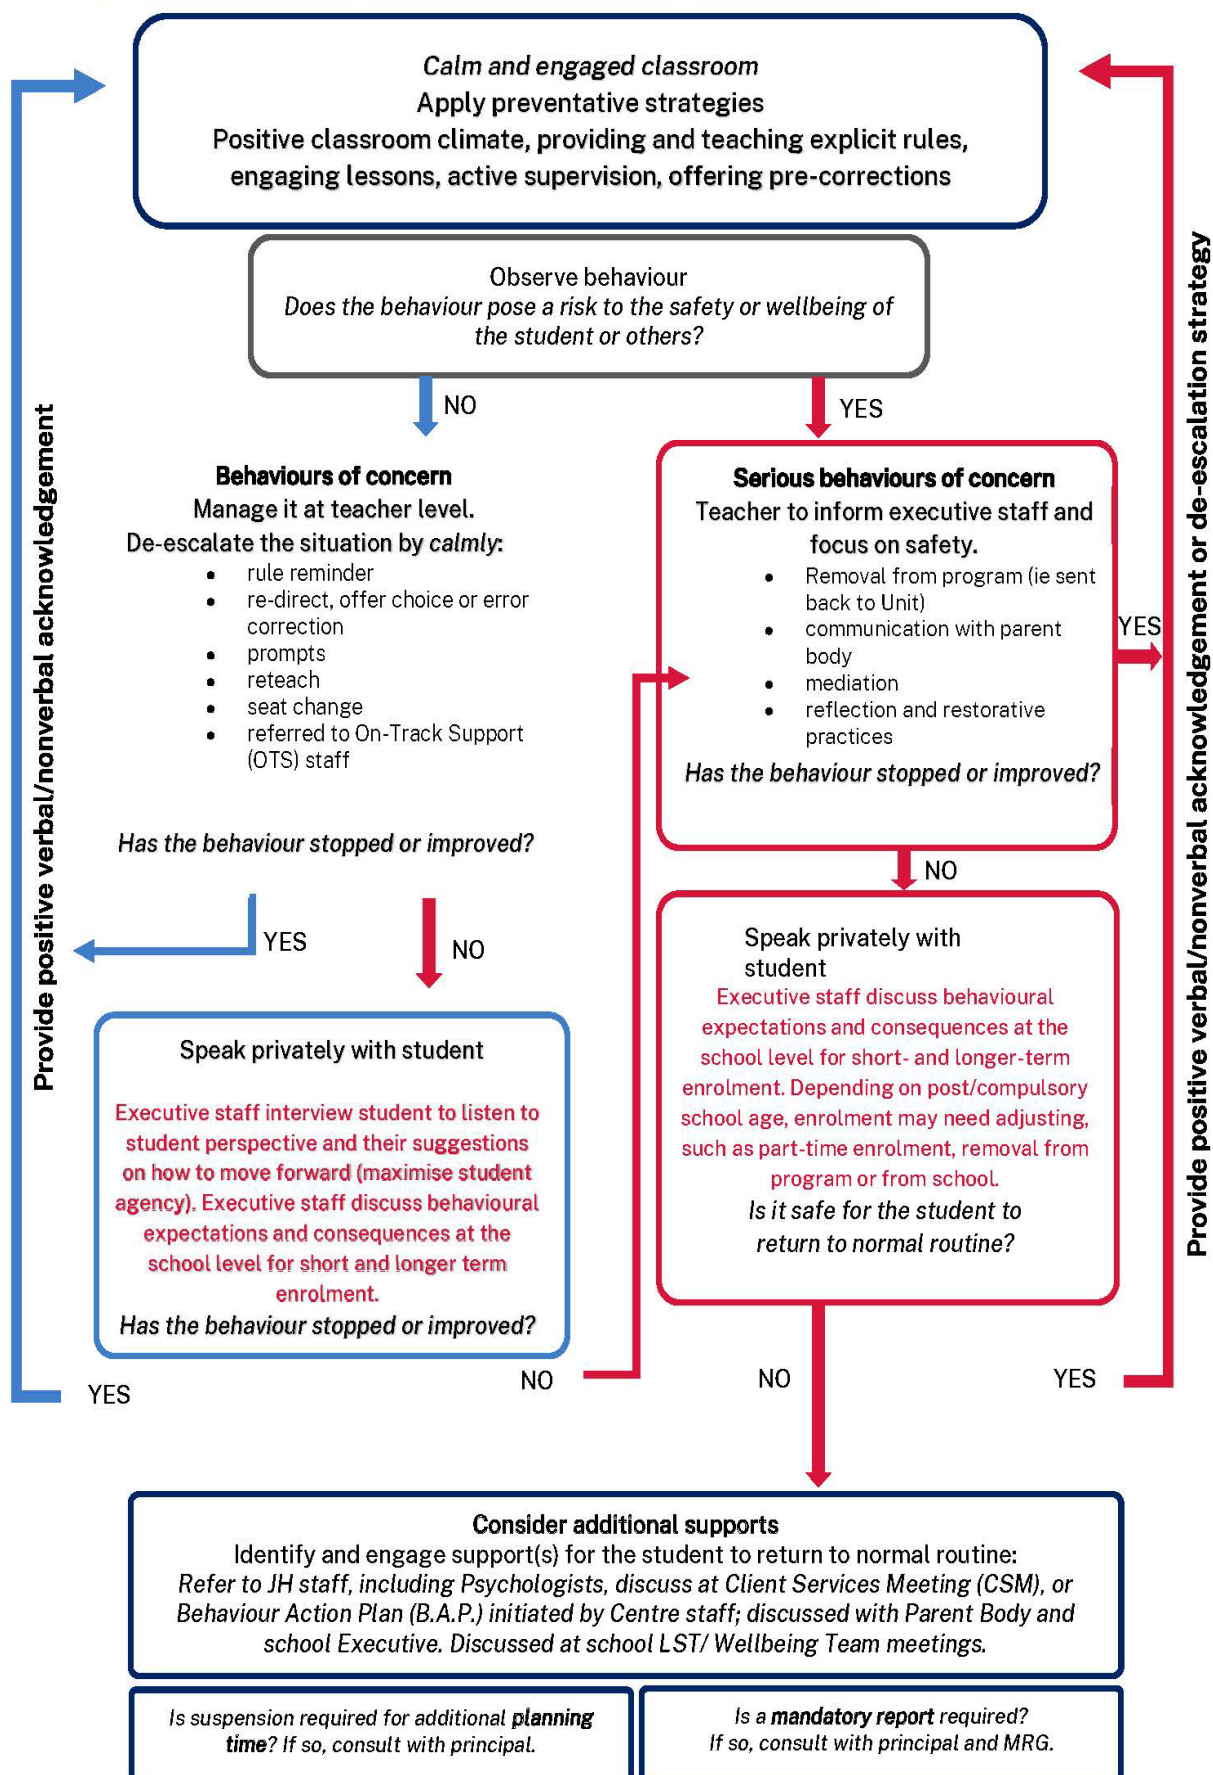 Calm and engaged classroom
Apply preventative strategies
Positive classroom climate, providing and teaching explicit rules,
engaging lessons, active supervision, offering pre-corrections
Observe behaviour
Does the behaviour pose a risk to the safety or wellbeing of
the student or others?
NO
YES
Behaviours of concern
Manage it at teacher level.
De-escalate the situation by calmly:
• rule reminder
• re-direct, offer choice or error
correction
• prompts
• reteach
• seat change
• referred to On-Track Support
(OTS) staff
Has the behaviour stopped or improved?
YES
NO
Speak privately with student
Executive staff interview student to listen to
student perspective and their suggestions
on how to move forward (maximise student
agency). Executive staff discuss behavioural
expectations and consequences at the
school level for short and longer term
enrolment.
Has the behaviour stopped or improved?
YES
NO
Provide positive verbal/nonverbal acknowledgement
Serious behaviours of concern
Teacher to inform executive staff and
focus on safety.
• Removal from program (ie sent
back to Unit)
• communication with parent
body
• mediation
• reflection and restorative
practices
Has the behaviour stopped or improved?
YES
NO
Speak privately with
student
Executive staff discuss behavioural
expectations and consequences at the
school level for short- and longer-term
enrolment. Depending on post/compulsory
school age, enrolment may need adjusting,
such as part-time enrolment, removal from
program or from school.
Is it safe for the student to
return to normal routine?
NO
YES
Provide positive verbal/nonverbal acknowledgement or de-escalation strategy
Consider additional supports
Identify and engage support(s) for the student to return to normal routine:
Refer to JH staff, including Psychologists, discuss at Client Services Meeting (CSM), or
Behaviour Action Plan (B.A.P.) initiated by Centre staff; discussed with Parent Body and
school Executive. Discussed at school LST/ Wellbeing Team meetings.
Is suspension required for additional planning
time? If so, consult with principal.
Is a mandatory report required?
If so, consult with principal and MRG.